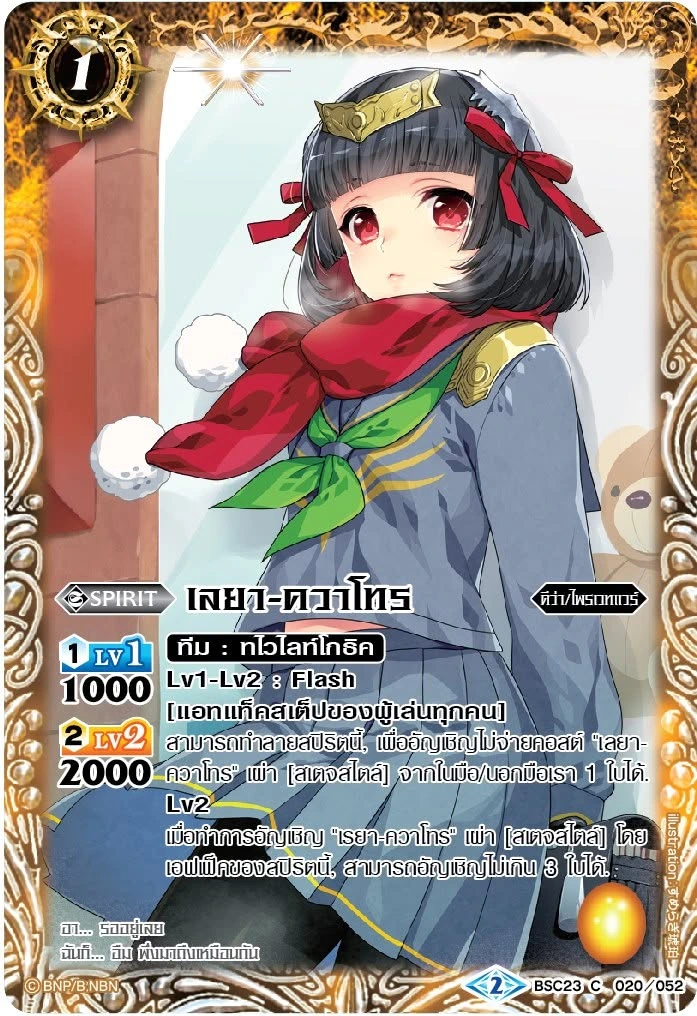 1
SPIRIT
เลยา-ควาโทร
ดีว่า/ไพรเวทแวร์
1 LV1
1000
2 LV2
2000
ทีม : ทไวไลท์โกธิค
Lv1-Lv2 : Flash
[แอทแท็คสเต็ปของผู้เล่นทุกคน]
สามารถทำลายสปิริตนี้, เพื่ออัญเชิญไม่จ่ายคอสต์ "เลยา-
ควาโทร" เผ่า [สเตจสไตล์] จากในมือ/นอกมือเรา 1 ใบได้.
Lv2
เมื่อทำการอัญเชิญ "เรยา-ควาโทร" เผ่า [สเตจสไตล์] โดย
เอฟเฟ็คของสปิริตนี้, สามารถอัญเชิญไม่เกิน 3 ใบได้.
อา... รออยู่เลย
ฉันก็... อืม พึ่งมาถึงเหมือนกัน
illustration: すめらぎ琥珀
©BNP/B.NBN
2
BSC23 C 020/052